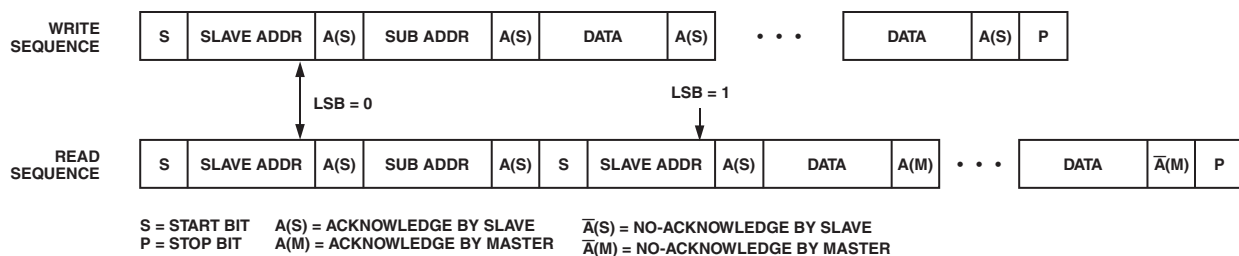 WRITE SEQUENCE
S SLAVE ADDR A(S) SUB ADDR A(S) DATA A(S) • • • DATA A(S) P
LSB = 0
LSB = 1
READ SEQUENCE
S SLAVE ADDR A(S) SUB ADDR A(S) S SLAVE ADDR A(S) DATA A(M) • • • DATA A̅(M) P
S = START BIT A(S) = ACKNOWLEDGE BY SLAVE A̅(S) = NO-ACKNOWLEDGE BY SLAVE
P = STOP BIT A(M) = ACKNOWLEDGE BY MASTER A̅(M) = NO-ACKNOWLEDGE BY MASTER